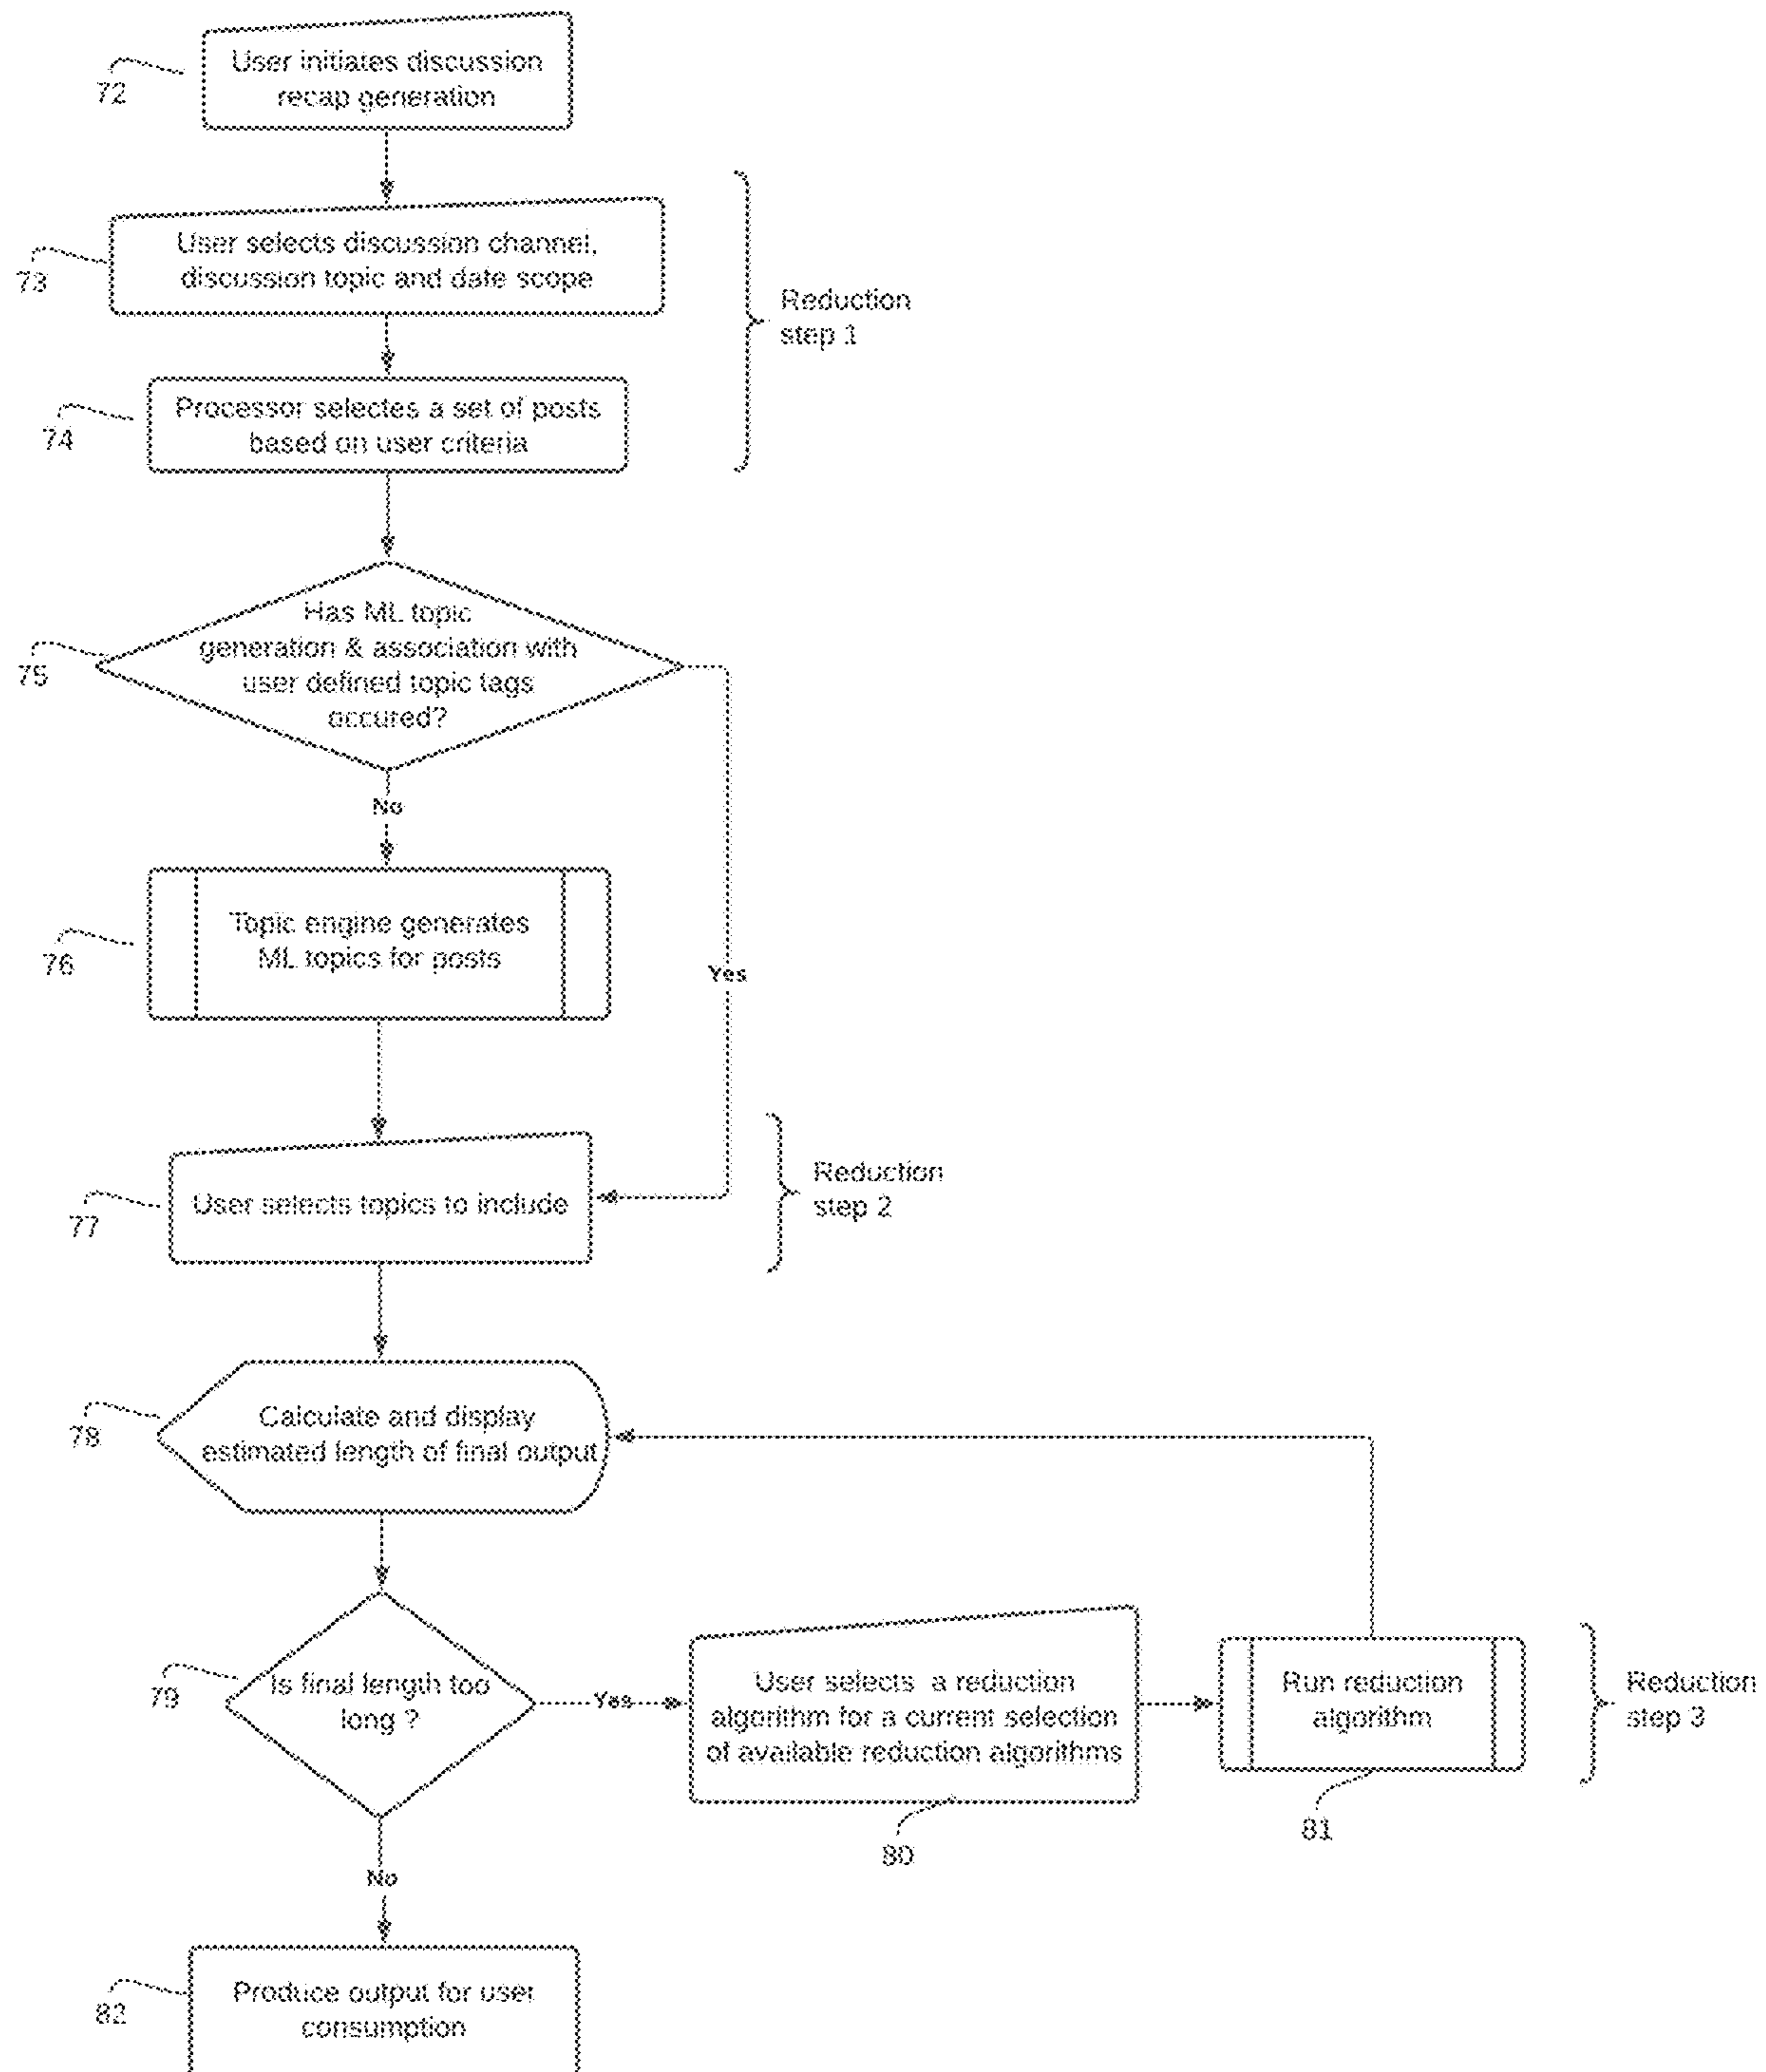 User initiates discussion
recap generation
72
User selects discussion channel,
discussion topic and date scope
73
Reduction
step 1
Processor selectes a set of posts
based on user criteria
74
Has ML topic
generation & association with
user defined topic tags
occured?
75
No
Topic engine generates
ML topics for posts
76
Yes
User selects topics to include
77
Reduction
step 2
Calculate and display
estimated length of final output
78
Is final length too
long ?
79
Yes
User selects a reduction
algorithm for a current selection
of available reduction algorithms
80
Run reduction
algorithm
81
Reduction
step 3
No
Produce output for user
consumption
82